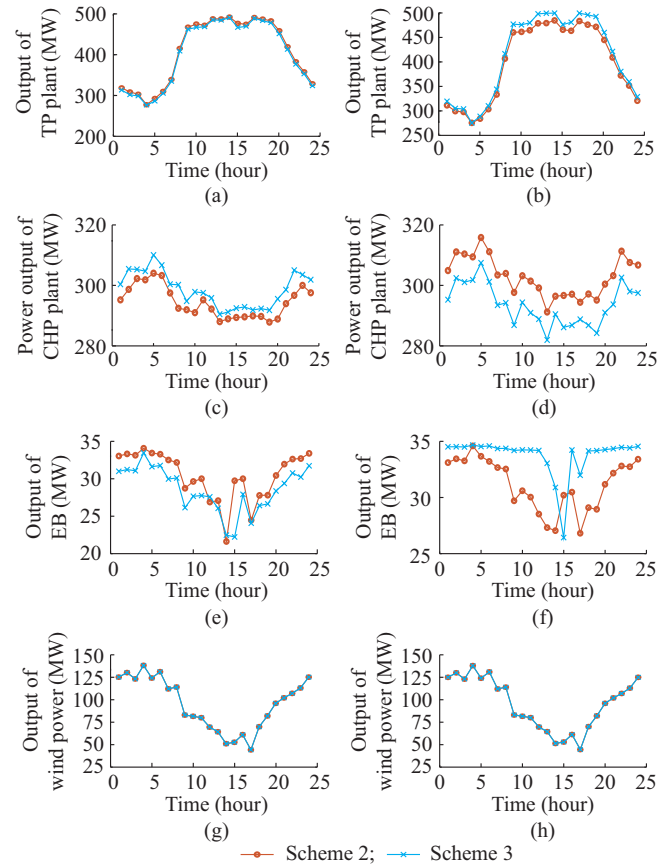 Output of
TP plant (MW)
500
400
300
200
0
5
10
15
20
25
Time (hour)
(a)
Output of
TP plant (MW)
500
450
400
350
300
250
0
5
10
15
20
25
Time (hour)
(b)
Power output of
CHP plant (MW)
320
300
280
0
5
10
15
20
25
Time (hour)
(c)
Power output of
CHP plant (MW)
320
300
280
0
5
10
15
20
25
Time (hour)
(d)
Output of
EB (MW)
35
30
25
20
0
5
10
15
20
25
Time (hour)
(e)
Output of
EB (MW)
35
30
25
0
5
10
15
20
25
Time (hour)
(f)
Output of
wind power (MW)
150
125
100
75
50
25
0
5
10
15
20
25
Time (hour)
(g)
Output of
wind power (MW)
150
125
100
75
50
25
0
5
10
15
20
25
Time (hour)
(h)
Scheme 2; Scheme 3